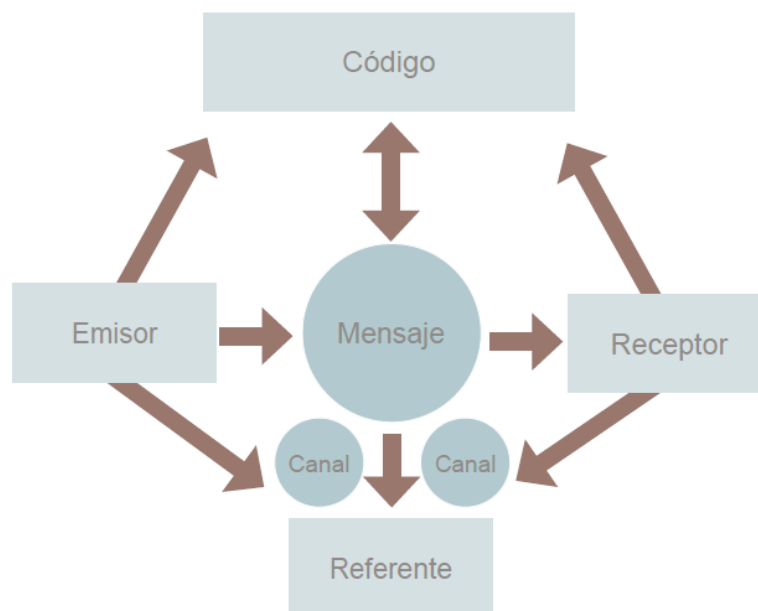 Código
Emisor
Mensaje
Receptor
Canal
Canal
Referente